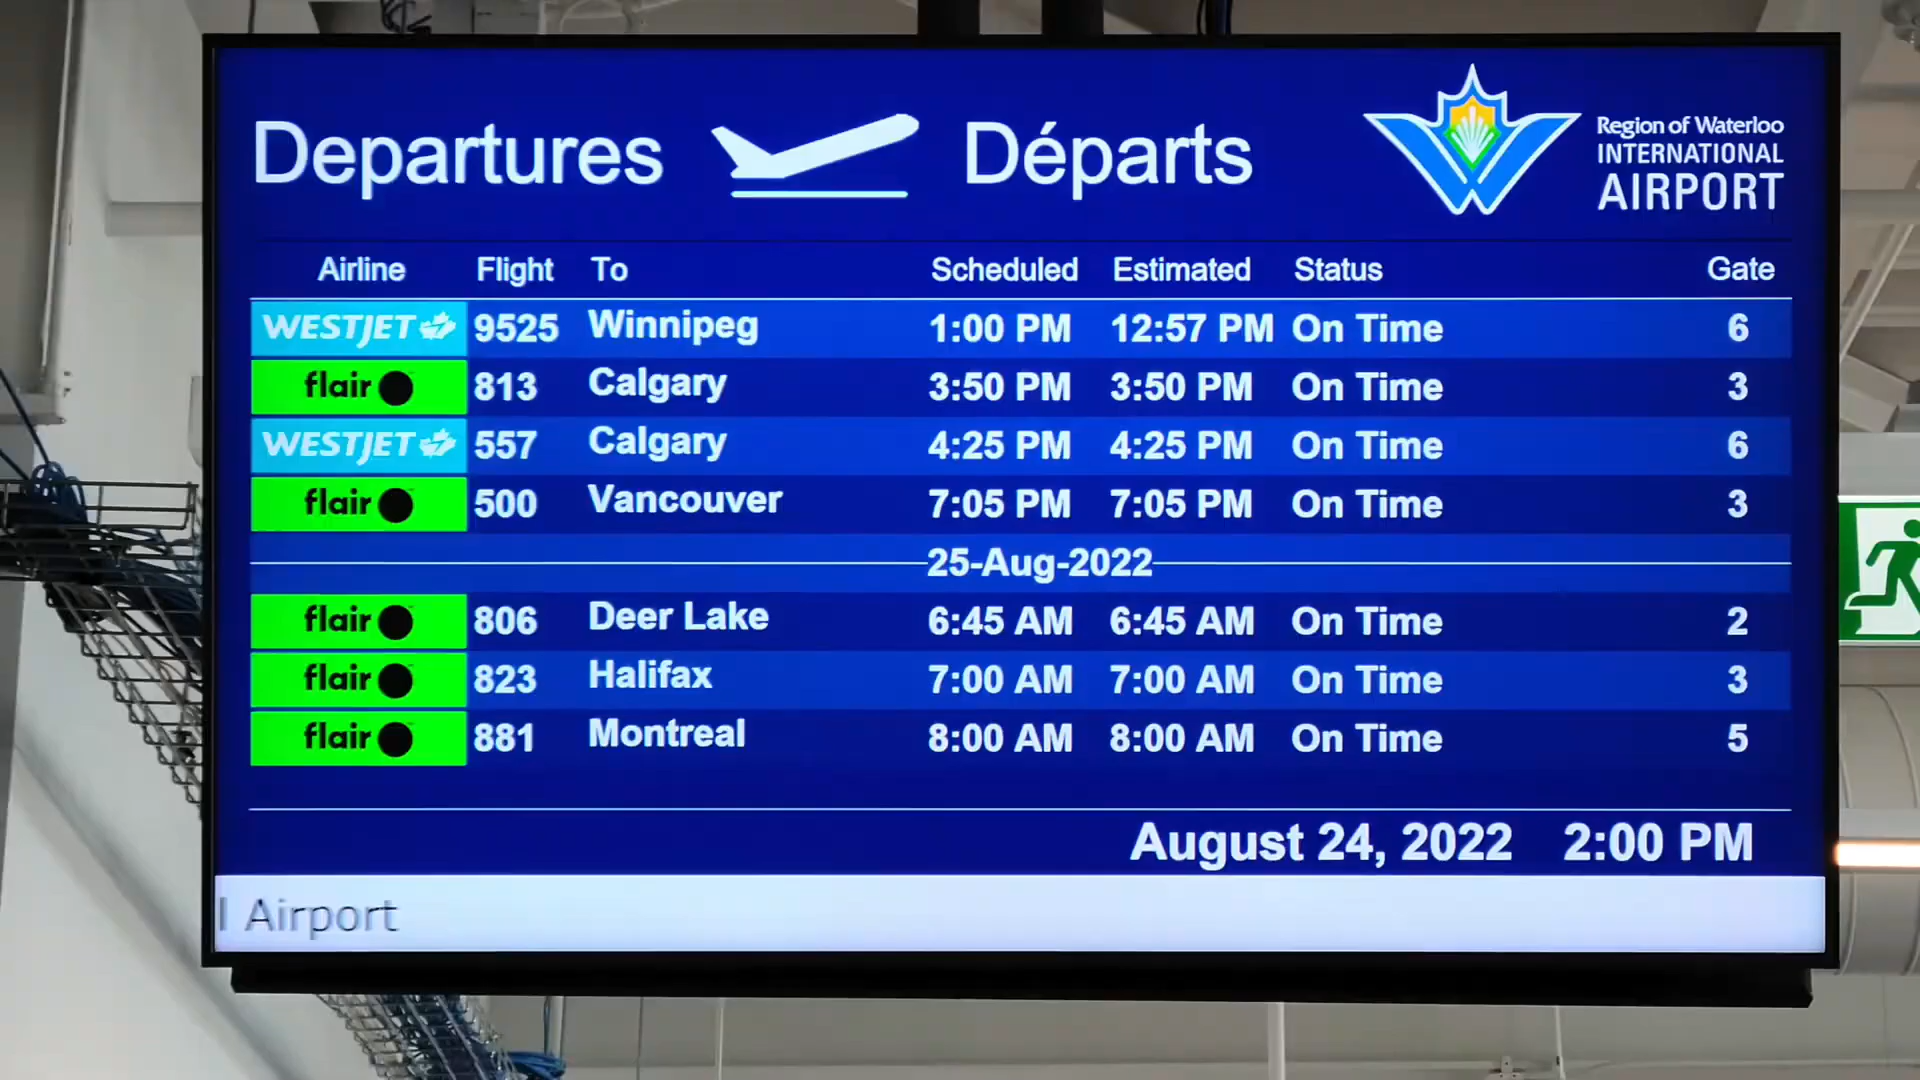 Departures Départs
Region of Waterloo
INTERNATIONAL
AIRPORT
Airline Flight To Scheduled Estimated Status Gate
WESTJET 9525 Winnipeg 1:00 PM 12:57 PM On Time 6
flair 813 Calgary 3:50 PM 3:50 PM On Time 3
WESTJET 557 Calgary 4:25 PM 4:25 PM On Time 6
flair 500 Vancouver 7:05 PM 7:05 PM On Time 3
25-Aug-2022
flair 806 Deer Lake 6:45 AM 6:45 AM On Time 2
flair 823 Halifax 7:00 AM 7:00 AM On Time 3
flair 881 Montreal 8:00 AM 8:00 AM On Time 5
August 24, 2022 2:00 PM
l Airport